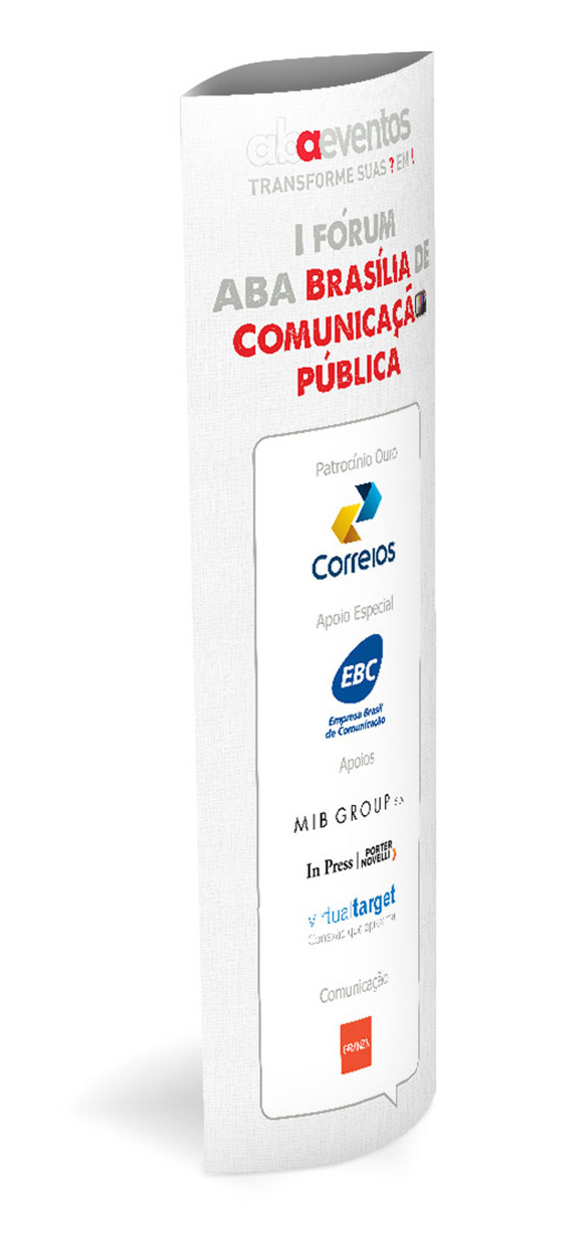 abaeventos
TRANSFORME SUAS ? EM !
I FÓRUM
ABA BRASÍLIA DE
COMUNICAÇÃO
PÚBLICA
Patrocínio Ouro
Correios
Apoio Especial
EBC
Empresa Brasil
de Comunicação
Apoios
MIB GROUP
In Press | PORTER
NOVELLI
virtualtarget
Comunicação